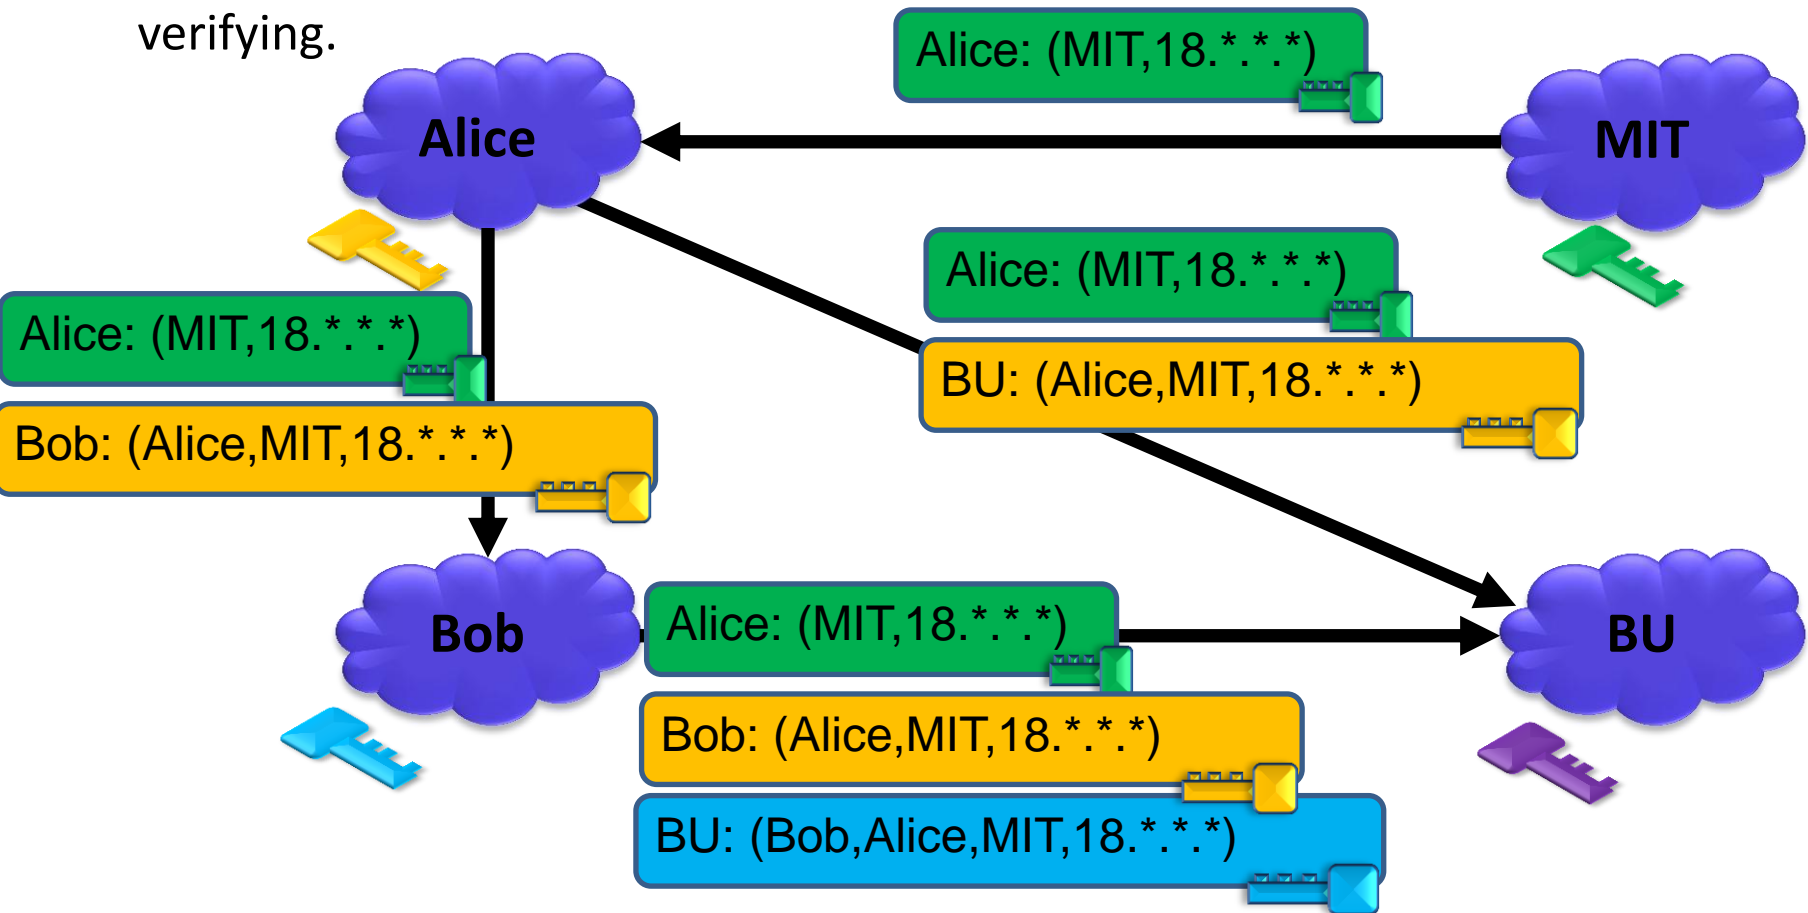 verifying.
Alice: (MIT,18.*.*.*)
Alice
MIT
Alice: (MIT,18.*.*.*)
Alice: (MIT,18.*.*.*)
BU: (Alice,MIT,18.*.*.*)
Bob: (Alice,MIT,18.*.*.*)
Bob
Alice: (MIT,18.*.*.*)
BU
Bob: (Alice,MIT,18.*.*.*)
BU: (Bob,Alice,MIT,18.*.*.*)